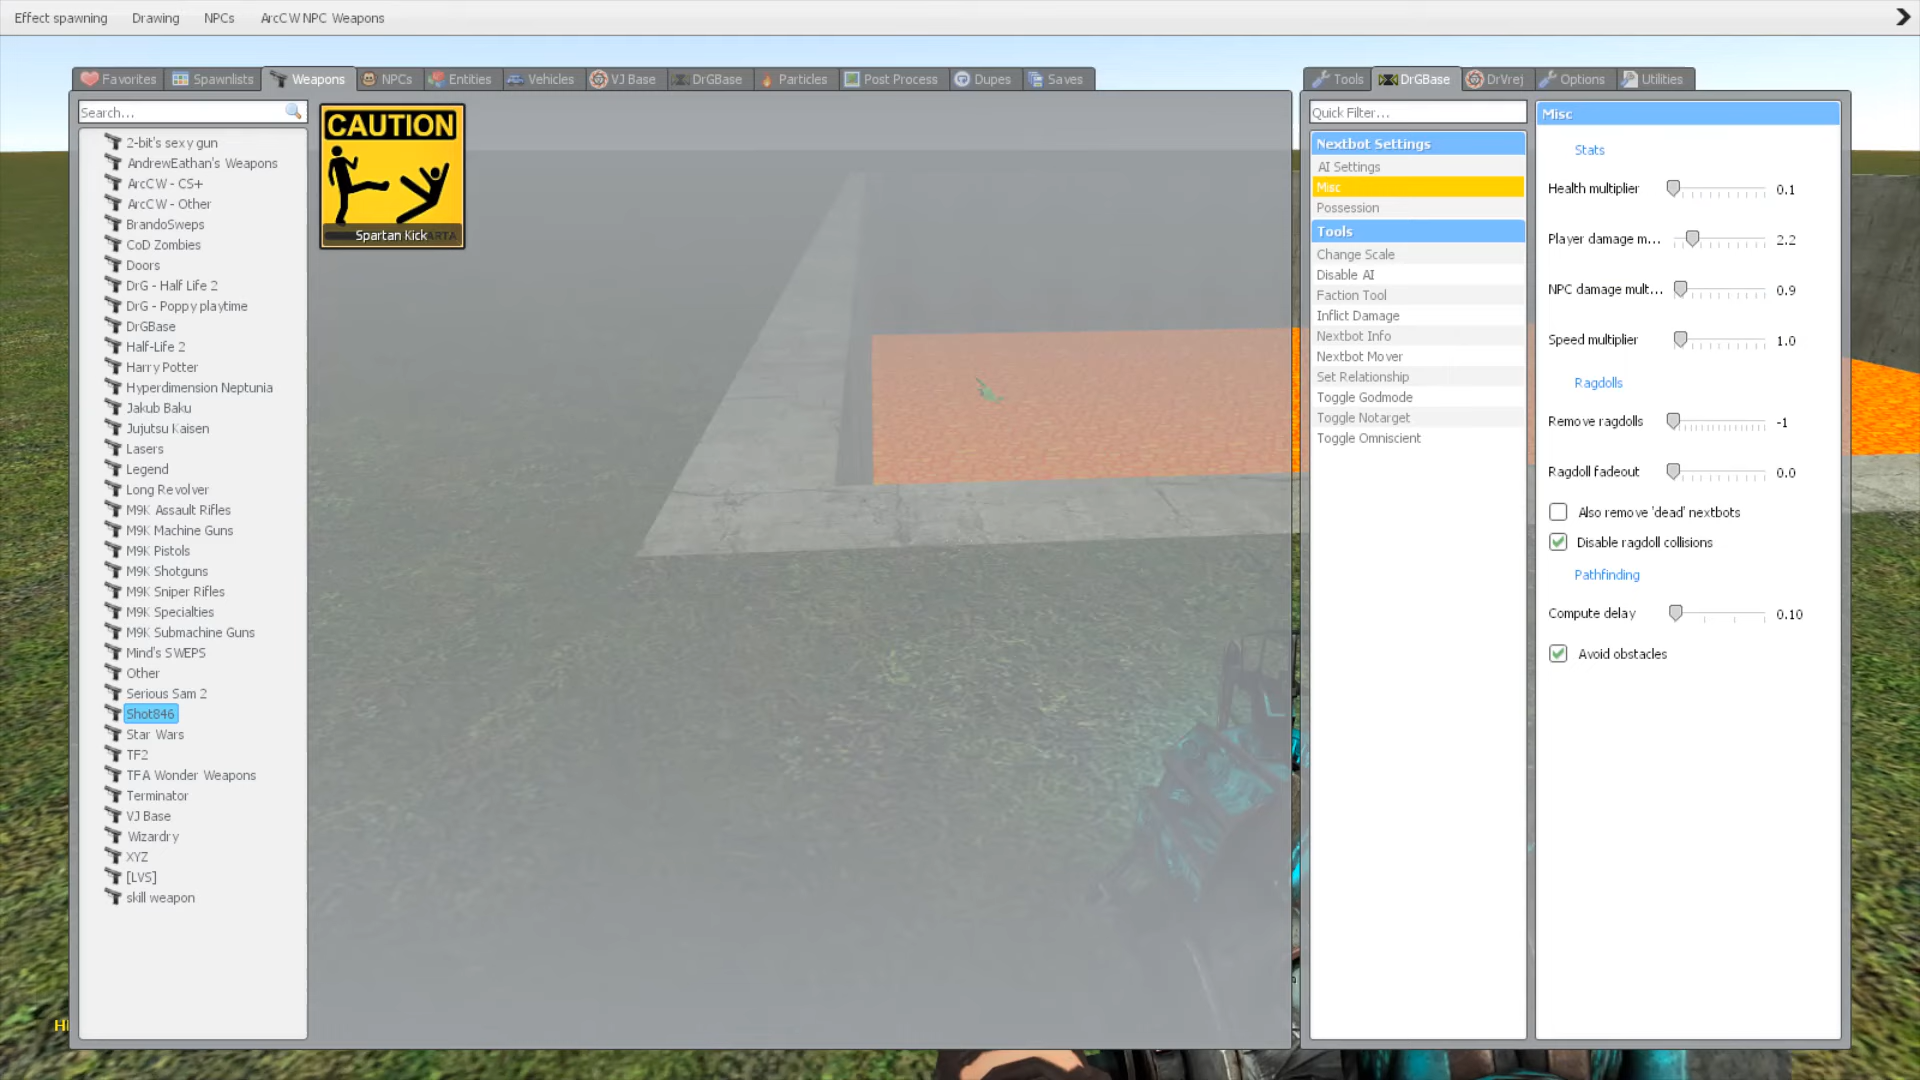 Effect spawning Drawing NPCs ArcCW NPC Weapons
Favorites Spawnlists Weapons NPCs Entities Vehicles VJ Base DrGBase Particles Post Process Dupes Saves
Search...
2-bit's sexy gun
AndrewEathan's Weapons
ArcCW - CS+
ArcCW - Other
BrandoSweps
CoD Zombies
Doors
DrG - Half Life 2
DrG - Poppy playtime
DrGBase
Half-Life 2
Harry Potter
Hyperdimension Neptunia
Jakub Baku
Jujutsu Kaisen
Lasers
Legend
Long Revolver
M9K Assault Rifles
M9K Machine Guns
M9K Pistols
M9K Shotguns
M9K Sniper Rifles
M9K Specialties
M9K Submachine Guns
Mind's SWEPS
Other
Serious Sam 2
Shot846
Star Wars
TF2
TFA Wonder Weapons
Terminator
VJ Base
Wizardry
XYZ
[LVS]
skill weapon
CAUTION
Spartan Kick
Tools DrGBase DrVrej Options Utilities
Quick Filter...
Nextbot Settings
AI Settings
Misc
Possession
Tools
Change Scale
Disable AI
Faction Tool
Inflict Damage
Nextbot Info
Nextbot Mover
Set Relationship
Toggle Godmode
Toggle Notarget
Toggle Omniscient
Misc
Stats
Health multiplier 0.1
Player damage m... 2.2
NPC damage mult... 0.9
Speed multiplier 1.0
Ragdolls
Remove ragdolls -1
Ragdoll fadeout 0.0
Also remove 'dead' nextbots
Disable ragdoll collisions
Pathfinding
Compute delay 0.10
Avoid obstacles